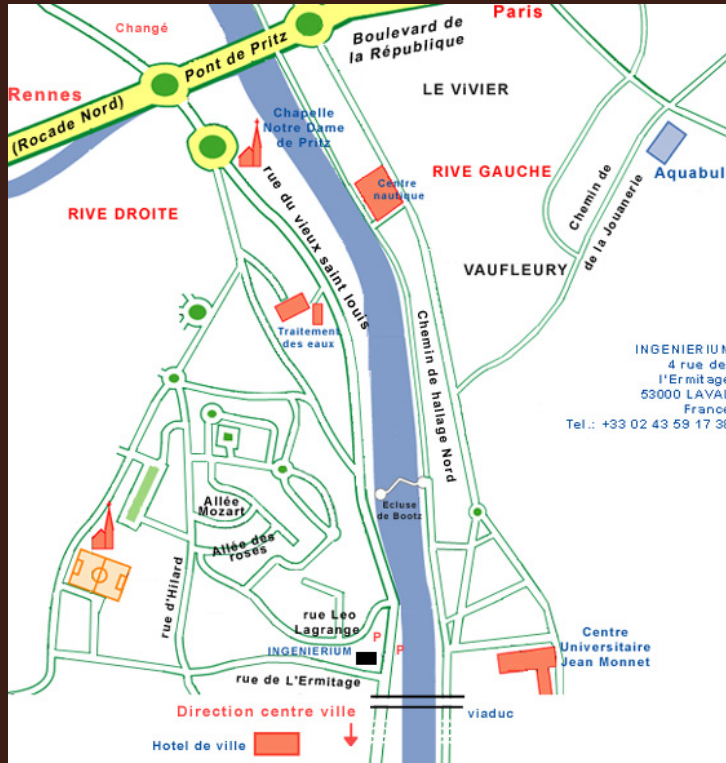 Paris
Changé
Boulevard de
la République
Pont de Pritz
Rennes
(Rocade Nord)
LE ViVIER
Chapelle
Notre Dame
de Pritz
Aquabul
RIVE GAUCHE
Centre
nautique
Chemin de
de la Jouanerie
RIVE DROITE
rue du vieux saint louis
VAUFLEURY
Traitement
des eaux
Chemin de hallage Nord
INGENIERIUM
4 rue de
l'Ermitage
53000 LAVAL
France
Tel.: +33 02 43 59 17 38
Ecluse
de Bootz
Allée
Mozart
Allée des
roses
rue d'Hilard
rue Leo
Lagrange
P
P
INGENIERIUM
rue de L'Ermitage
Centre
Universitaire
Jean Monnet
Direction centre ville
viaduc
Hotel de ville